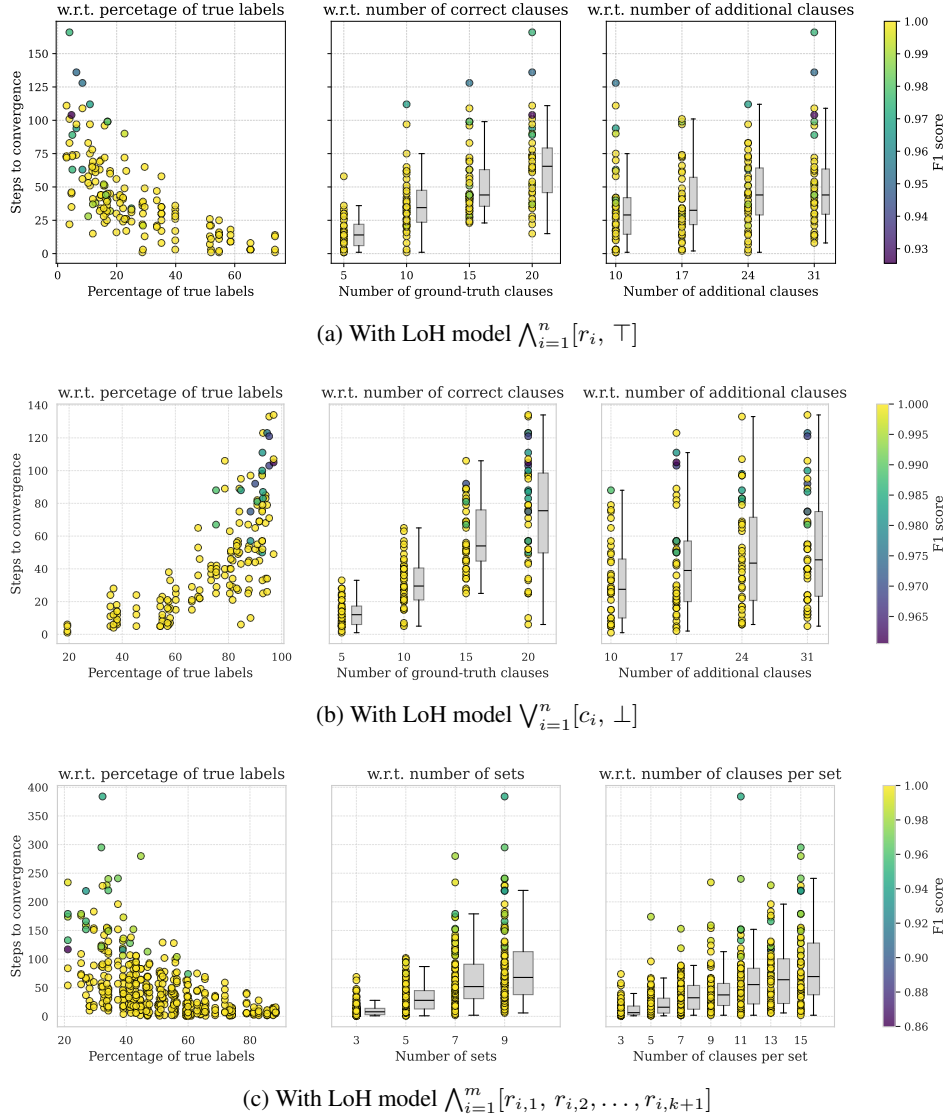 w.r.t. percetage of true labels
w.r.t. number of correct clauses
w.r.t. number of additional clauses
Steps to convergence
0
25
50
75
100
125
150
0 20 40 60
Percentage of true labels
5 10 15 20
Number of ground-truth clauses
10 17 24 31
Number of additional clauses
1.00
0.99
0.98
0.97
0.96
0.95
0.94
0.93
F1 score
(a) With LoH model ⋀ⁿᵢ₌₁[rᵢ, ⊤]
w.r.t. percetage of true labels
w.r.t. number of correct clauses
w.r.t. number of additional clauses
Steps to convergence
140
120
100
80
60
40
20
0
20 40 60 80 100
Percentage of true labels
5 10 15 20
Number of ground-truth clauses
10 17 24 31
Number of additional clauses
1.000
0.995
0.990
0.985
0.980
0.975
0.970
0.965
F1 score
(b) With LoH model ⋁ⁿᵢ₌₁[cᵢ, ⊥]
w.r.t. percetage of true labels
w.r.t. number of sets
w.r.t. number of clauses per set
Steps to convergence
400
350
300
250
200
150
100
50
0
20 40 60 80
Percentage of true labels
3 5 7 9
Number of sets
3 5 7 9 11 13 15
Number of clauses per set
1.00
0.98
0.96
0.94
0.92
0.90
0.88
0.86
F1 score
(c) With LoH model ⋀ᵐᵢ₌₁[rᵢ,₁, rᵢ,₂, . . . , rᵢ,ₖ₊₁]